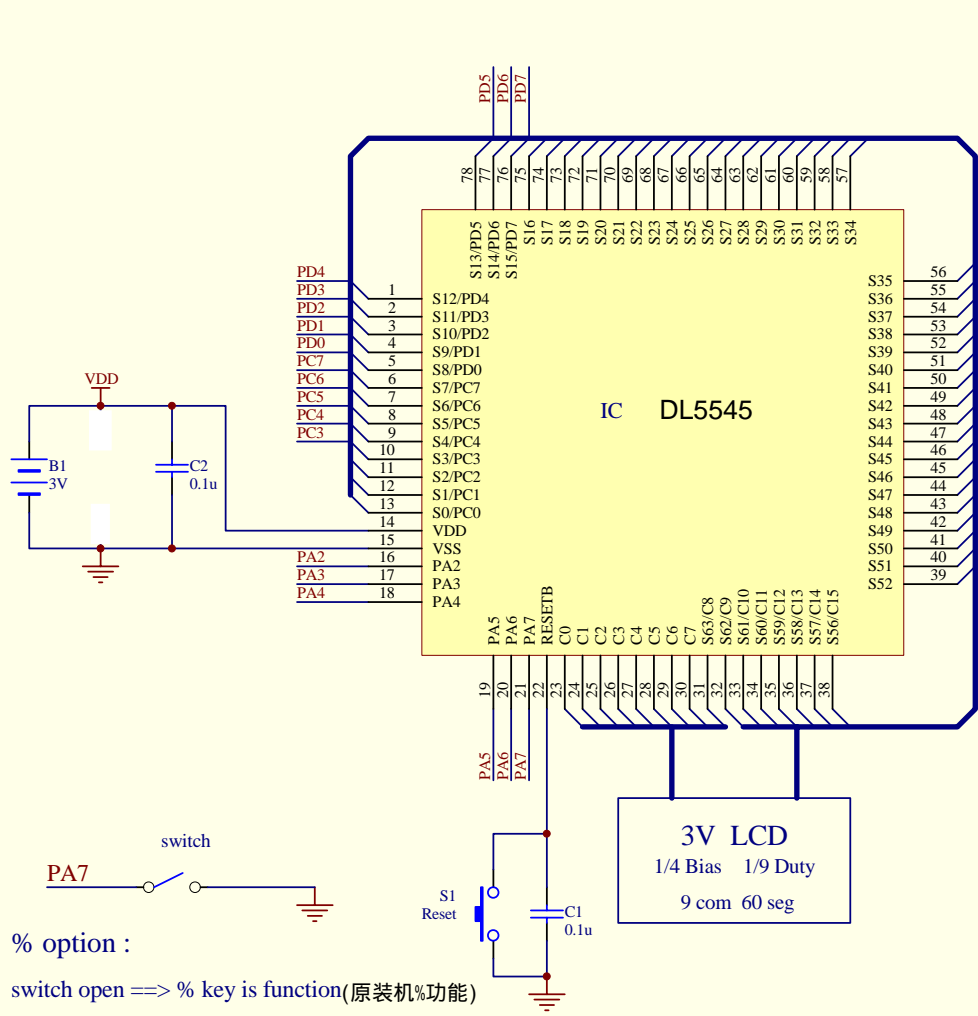 PD5
PD6
PD7
78
77
76
75
74
73
72
71
70
69
68
67
66
65
64
63
62
61
60
59
58
57
S13/PD5
S14/PD6
S15/PD7
S16
S17
S18
S19
S20
S21
S22
S23
S24
S25
S26
S27
S28
S29
S30
S31
S32
S33
S34
PD4
PD3
PD2
PD1
PD0
PC7
PC6
PC5
PC4
PC3
1
2
3
4
5
6
7
8
9
10
11
12
13
14
15
16
17
18
S12/PD4
S11/PD3
S10/PD2
S9/PD1
S8/PD0
S7/PC7
S6/PC6
S5/PC5
S4/PC4
S3/PC3
S2/PC2
S1/PC1
S0/PC0
VDD
VSS
PA2
PA3
PA4
IC DL5545
S35
S36
S37
S38
S39
S40
S41
S42
S43
S44
S45
S46
S47
S48
S49
S50
S51
S52
56
55
54
53
52
51
50
49
48
47
46
45
44
43
42
41
40
39
VDD
B1
3V
C2
0.1u
PA2
PA3
PA4
PA5
PA6
PA7
RESETB
C0
C1
C2
C3
C4
C5
C6
C7
S63/C8
S62/C9
S61/C10
S60/C11
S59/C12
S58/C13
S57/C14
S56/C15
19
20
21
22
23
24
25
26
27
28
29
30
31
32
33
34
35
36
37
38
PA5
PA6
PA7
3V LCD
1/4 Bias 1/9 Duty
9 com 60 seg
switch
PA7
S1
Reset
C1
0.1u
% option :
switch open ==> % key is function(原装机%功能)